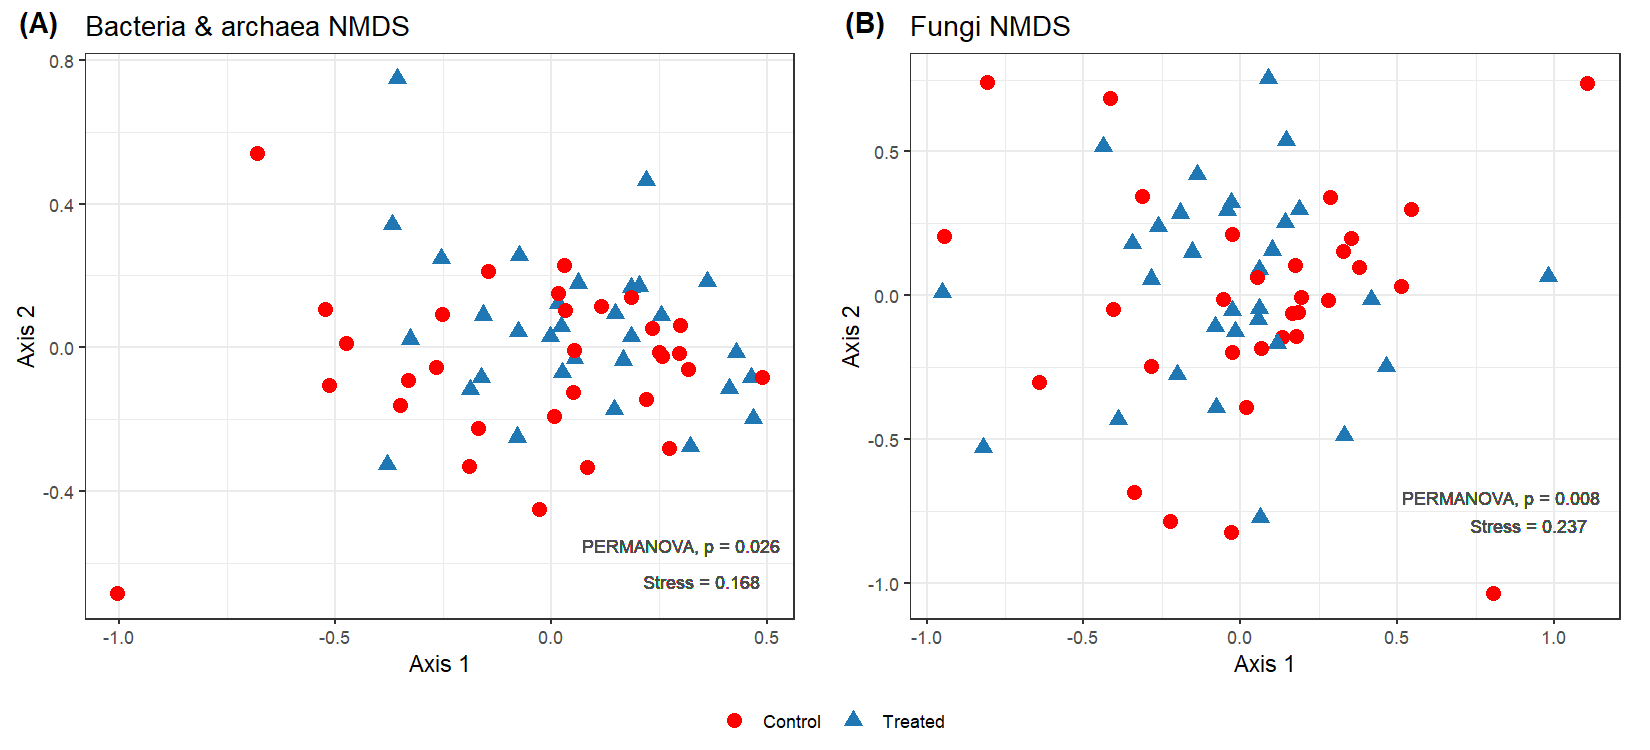 (A) Bacteria & archaea NMDS
0.8
0.4
0.0
-0.4
Axis 2
PERMANOVA, p = 0.026
Stress = 0.168
-1.0 -0.5 0.0 0.5
Axis 1
(B) Fungi NMDS
0.5
0.0
-0.5
-1.0
Axis 2
PERMANOVA, p = 0.008
Stress = 0.237
-1.0 -0.5 0.0 0.5 1.0
Axis 1
Control Treated